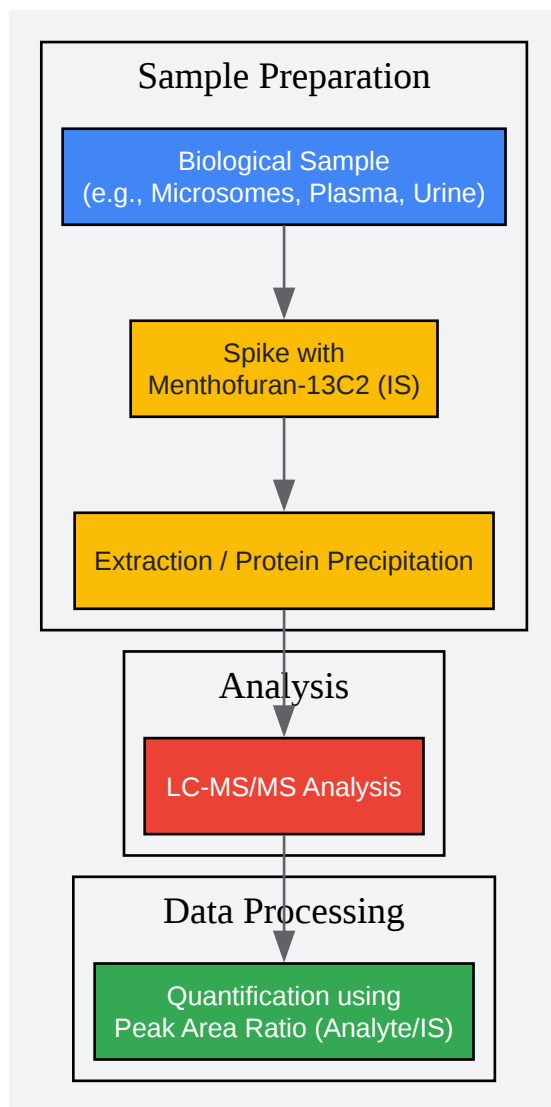 Sample Preparation
Biological Sample
(e.g., Microsomes, Plasma, Urine)
Spike with
Menthofuran-13C2 (IS)
Extraction / Protein Precipitation
Analysis
LC-MS/MS Analysis
Data Processing
Quantification using
Peak Area Ratio (Analyte/IS)